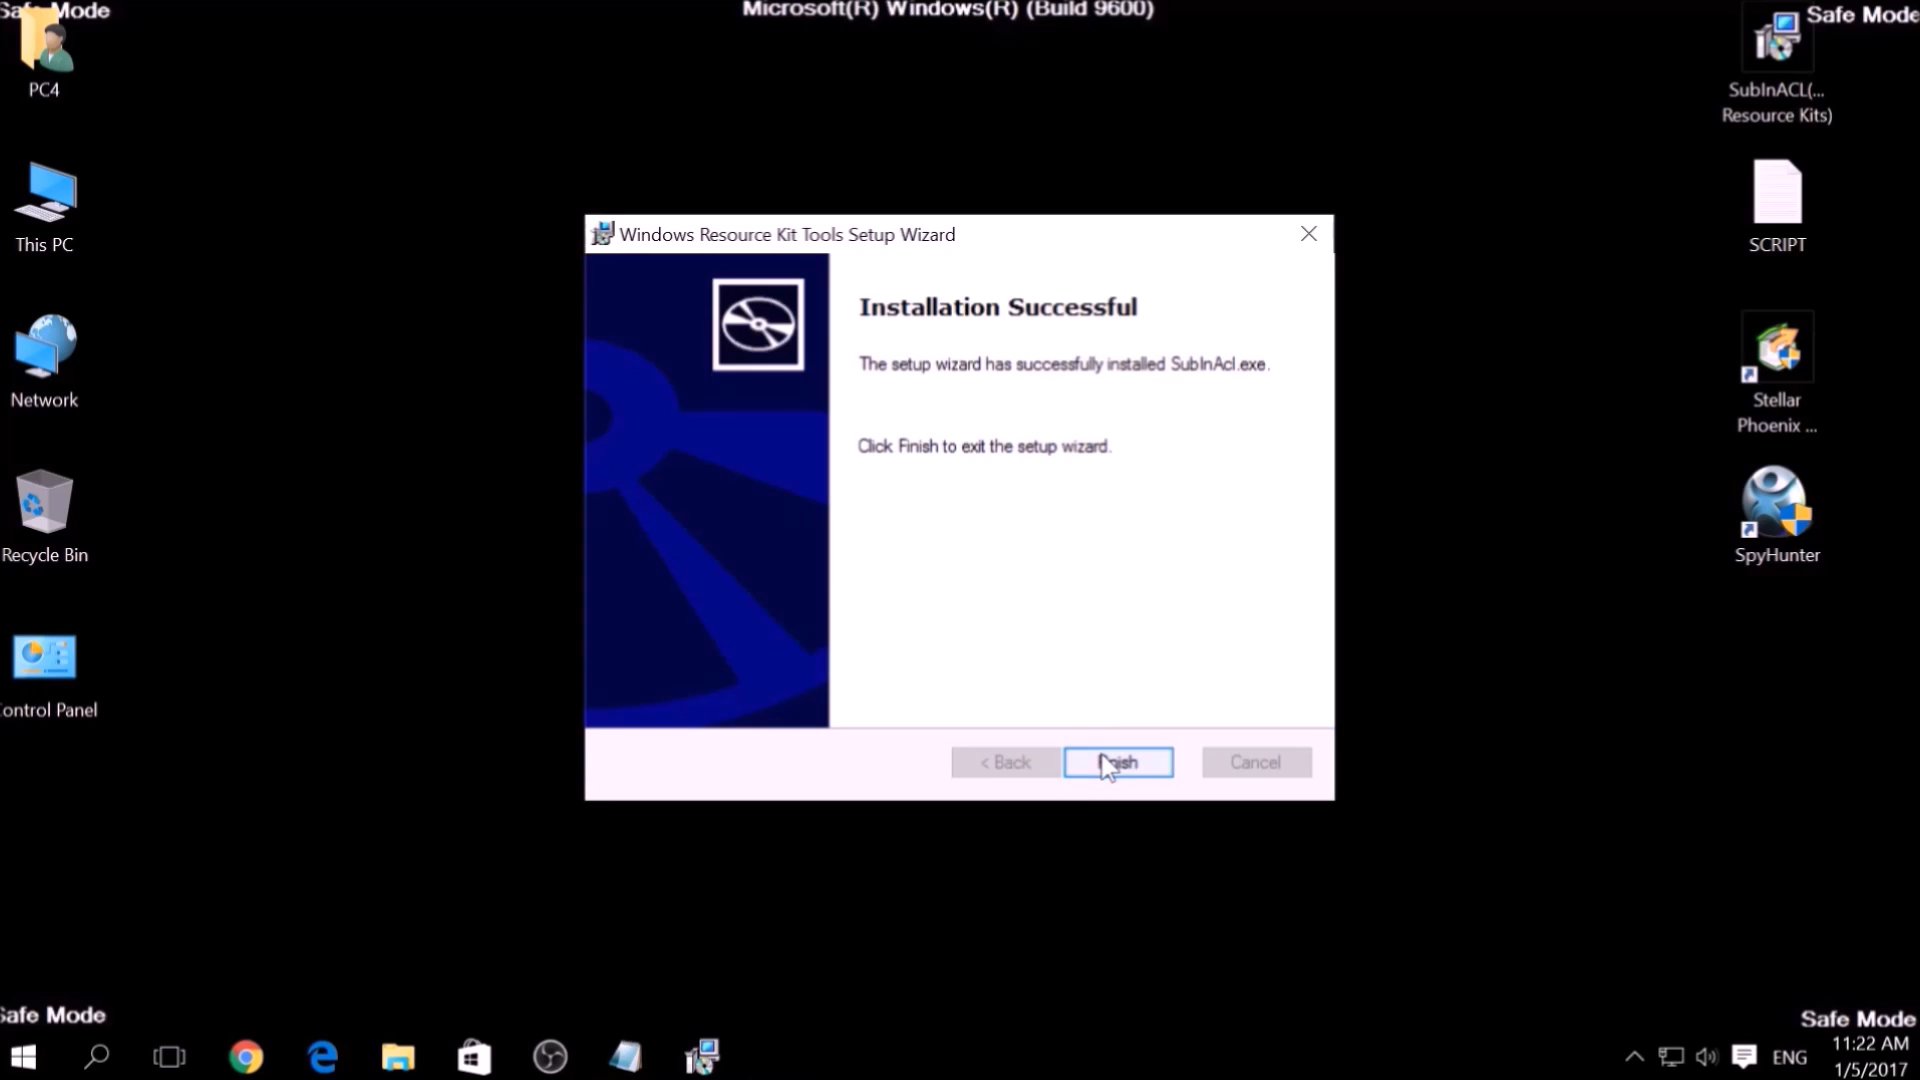 Safe Mode
Microsoft(R) Windows(R) (Build 9600)
Safe Mode
PC4
This PC
Network
Recycle Bin
ontrol Panel
SubInACL(...
Resource Kits)
SCRIPT
Stellar
Phoenix ...
SpyHunter
Windows Resource Kit Tools Setup Wizard
Installation Successful
The setup wizard has successfully installed SubInAcl.exe.
Click Finish to exit the setup wizard.
< Back
Finish
Cancel
Safe Mode
Safe Mode
ENG
11:22 AM
1/5/2017